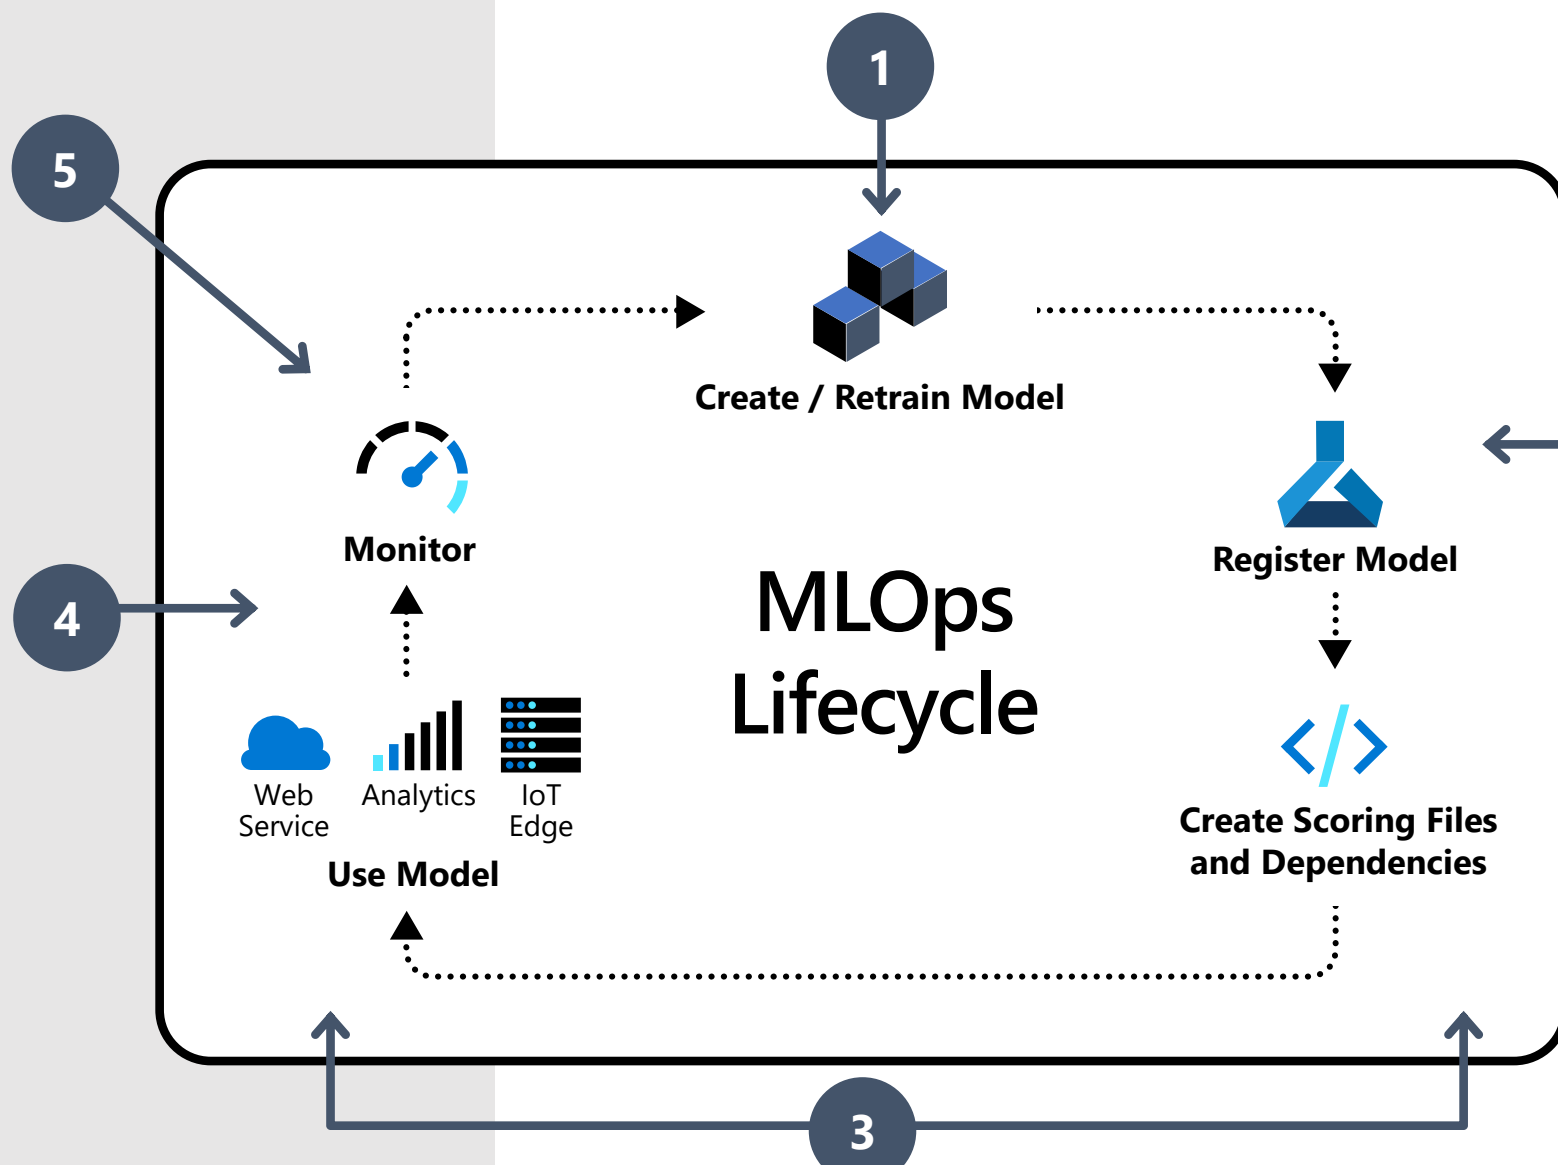 1
5
Create / Retrain Model
Monitor
Register Model
MLOps
Lifecycle
4
Web
Service
Analytics
IoT
Edge
Use Model
Create Scoring Files
and Dependencies
3